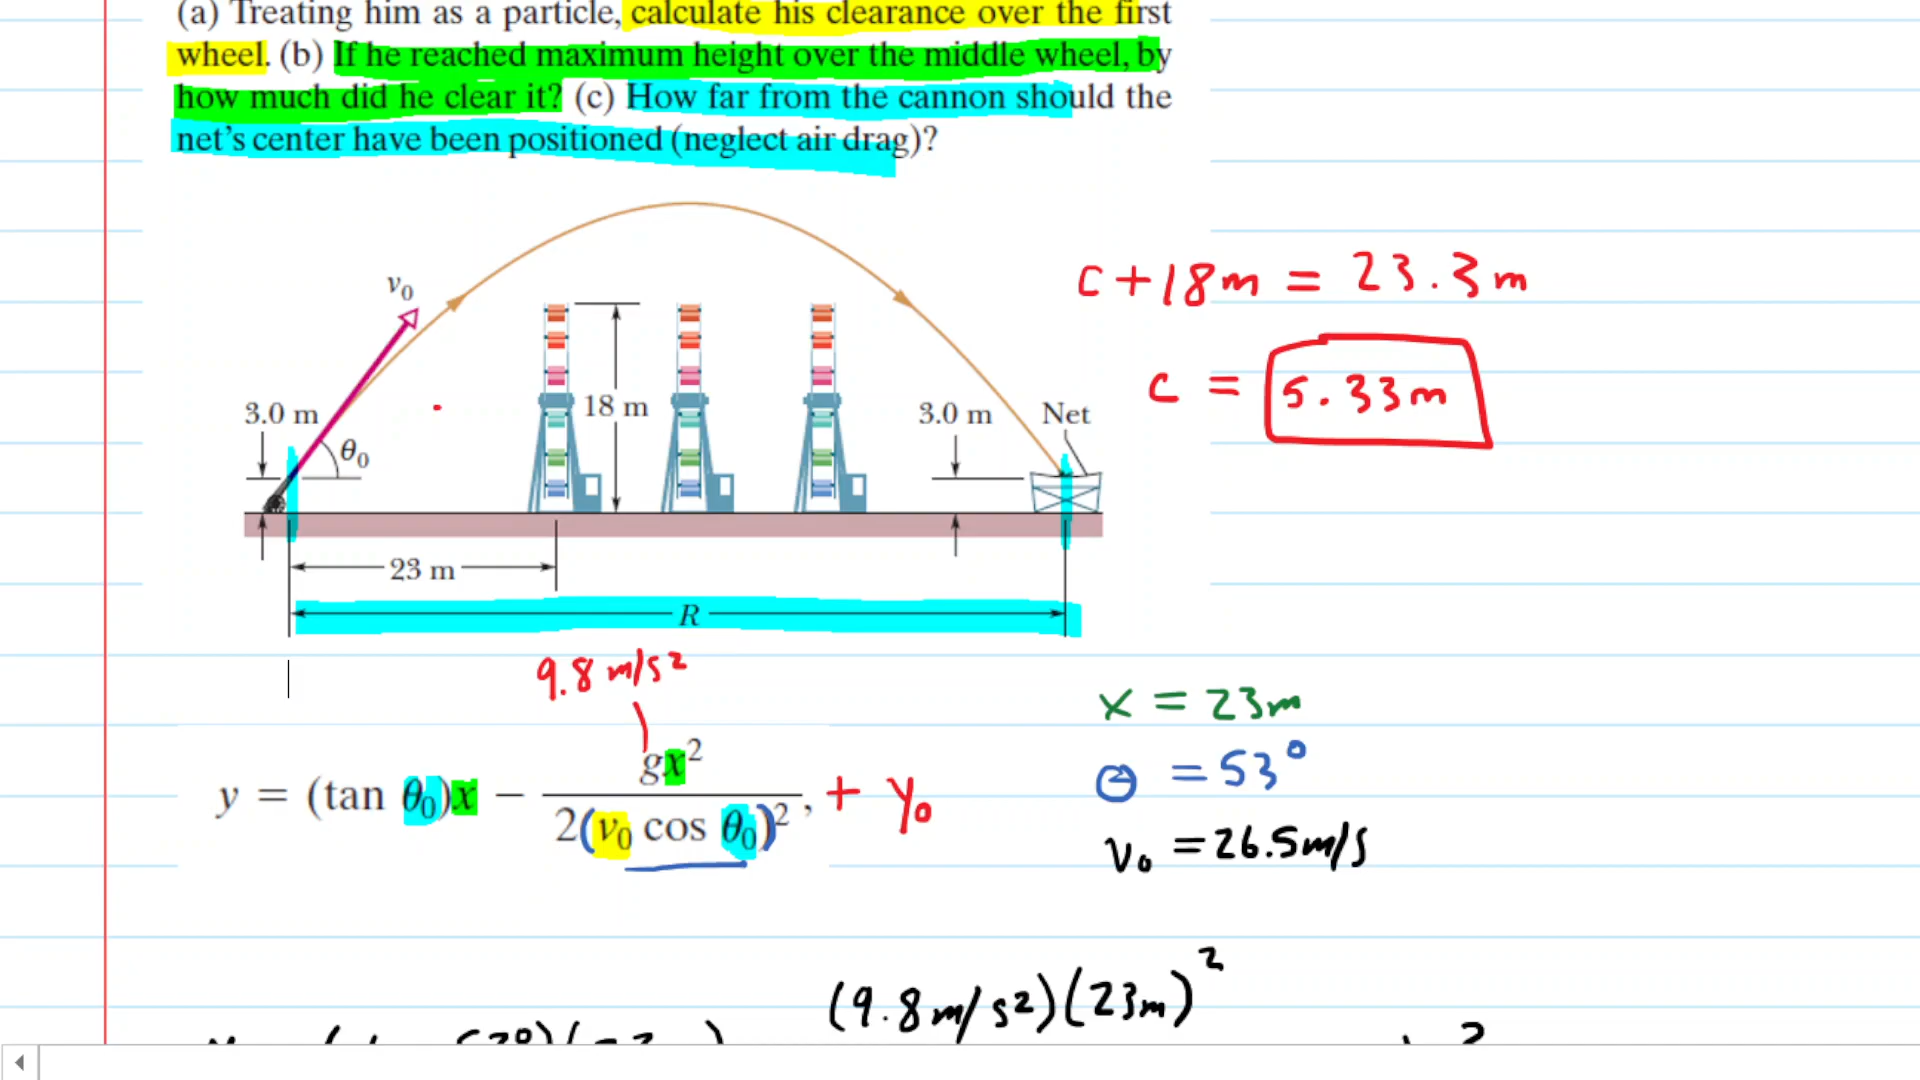 (a) Treating him as a particle, calculate his clearance over the first
wheel. (b) If he reached maximum height over the middle wheel, by
how much did he clear it? (c) How far from the cannon should the
net's center have been positioned (neglect air drag)?
v₀
3.0 m
θ₀
18 m
3.0 m
Net
23 m
R
c + 18m = 23.3m
c = 5.33m
9.8 m/s²
y = (tan θ₀)x − gx² / 2(v₀ cos θ₀)², + y₀
x = 23m
θ = 53°
v₀ = 26.5m/s
(9.8m/s²)(23m)²